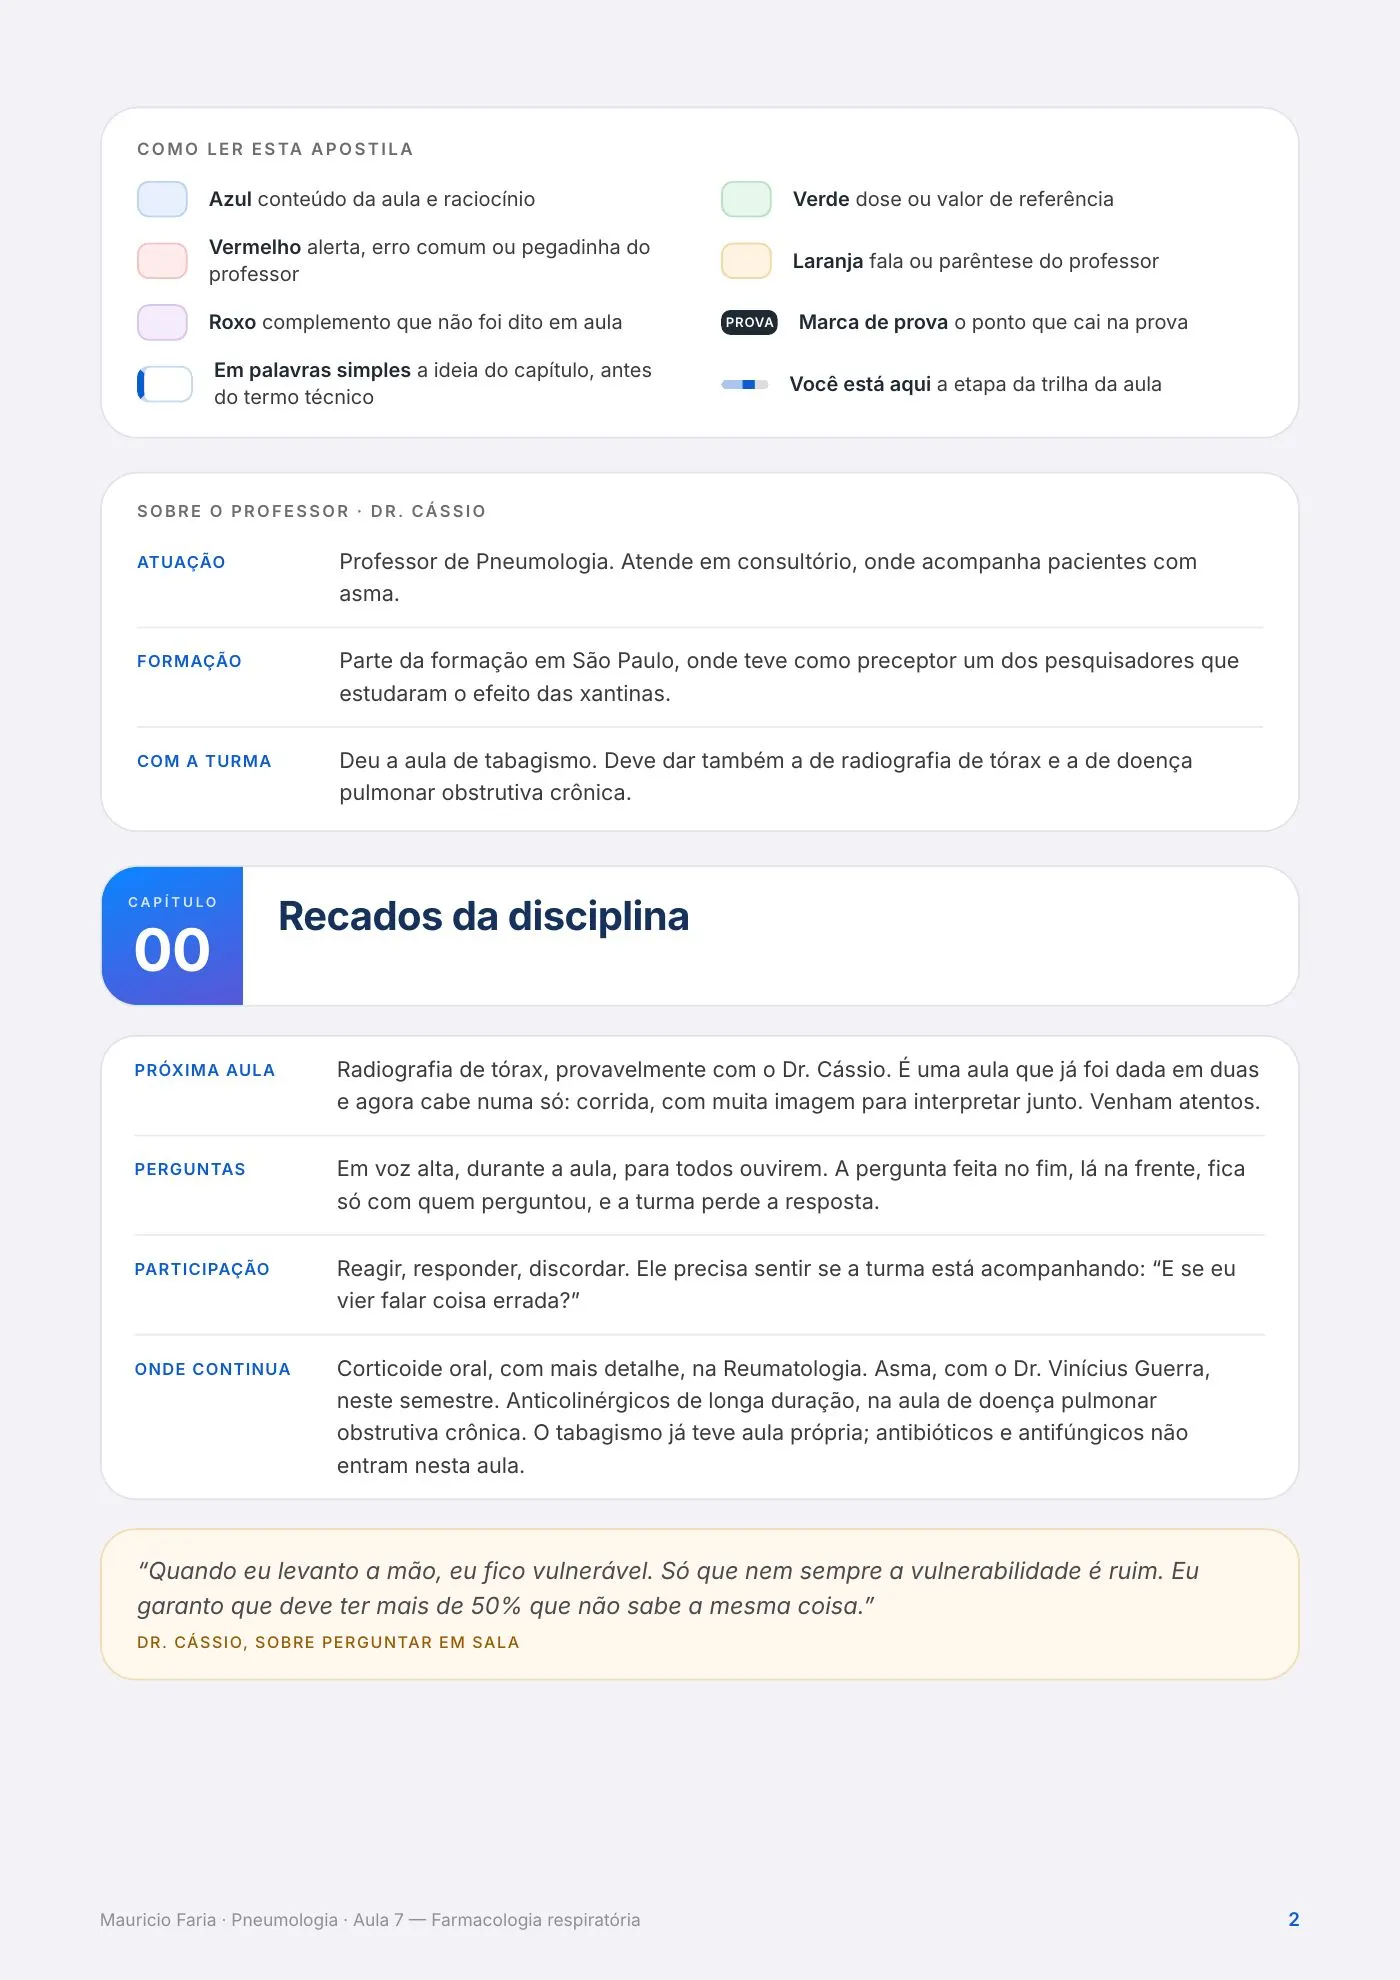 COMO LER ESTA APOSTILA
Azul conteúdo da aula e raciocínio
Verde dose ou valor de referência
Vermelho alerta, erro comum ou pegadinha do
professor
Laranja fala ou parêntese do professor
Roxo complemento que não foi dito em aula
PROVA Marca de prova o ponto que cai na prova
Em palavras simples a ideia do capítulo, antes
do termo técnico
Você está aqui a etapa da trilha da aula
SOBRE O PROFESSOR · DR. CÁSSIO
ATUAÇÃO
Professor de Pneumologia. Atende em consultório, onde acompanha pacientes com
asma.
FORMAÇÃO
Parte da formação em São Paulo, onde teve como preceptor um dos pesquisadores que
estudaram o efeito das xantinas.
COM A TURMA
Deu a aula de tabagismo. Deve dar também a de radiografia de tórax e a de doença
pulmonar obstrutiva crônica.
CAPÍTULO
00
Recados da disciplina
PRÓXIMA AULA
Radiografia de tórax, provavelmente com o Dr. Cássio. É uma aula que já foi dada em duas
e agora cabe numa só: corrida, com muita imagem para interpretar junto. Venham atentos.
PERGUNTAS
Em voz alta, durante a aula, para todos ouvirem. A pergunta feita no fim, lá na frente, fica
só com quem perguntou, e a turma perde a resposta.
PARTICIPAÇÃO
Reagir, responder, discordar. Ele precisa sentir se a turma está acompanhando: “E se eu
vier falar coisa errada?”
ONDE CONTINUA
Corticoide oral, com mais detalhe, na Reumatologia. Asma, com o Dr. Vinícius Guerra,
neste semestre. Anticolinérgicos de longa duração, na aula de doença pulmonar
obstrutiva crônica. O tabagismo já teve aula própria; antibióticos e antifúngicos não
entram nesta aula.
“Quando eu levanto a mão, eu fico vulnerável. Só que nem sempre a vulnerabilidade é ruim. Eu
garanto que deve ter mais de 50% que não sabe a mesma coisa.”
DR. CÁSSIO, SOBRE PERGUNTAR EM SALA
Mauricio Faria · Pneumologia · Aula 7 — Farmacologia respiratória
2